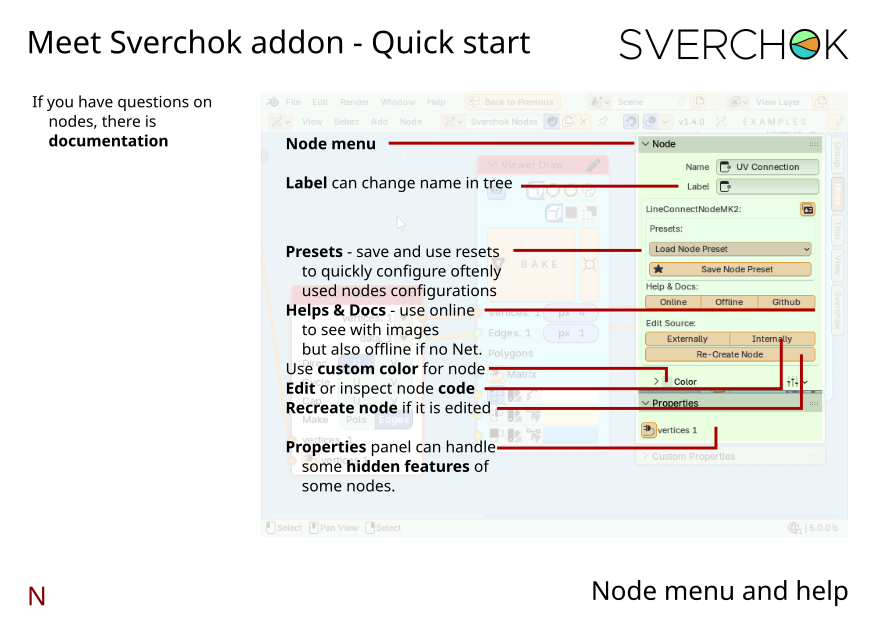 Meet Sverchok addon - Quick start
SVERCHOK
If you have questions on
nodes, there is
documentation
File Edit Render Window Help Back to Previous Scene View Layer
View Select Add Node Sverchok Nodes v1.4.0 EXAMPLES
Node menu
Node
Viewer Draw
Name UV Connection
Label can change name in tree
Label
LineConnectNodeMK2:
Presets:
Presets - save and use resets
Load Node Preset
to quickly configure oftenly
BAKE
Save Node Preset
used nodes configurations
Help & Docs:
Helps & Docs - use online
Online Offline Github
vertices. 1 px 4
to see with images
vertices. 1
Edit Source:
Edges. 1 px 1
data. 1
Externally Internally
but also offline if no Net.
Polygons
Re-Create Node
Use custom color for node
Matrix
Color
Edit or inspect node code
Recreate node if it is edited
Properties
Make Pols Edges
vertices 1
Properties panel can handle
Custom Properties
some hidden features of
some nodes.
Select Pan View Select 5.0.0 b
N
Node menu and help